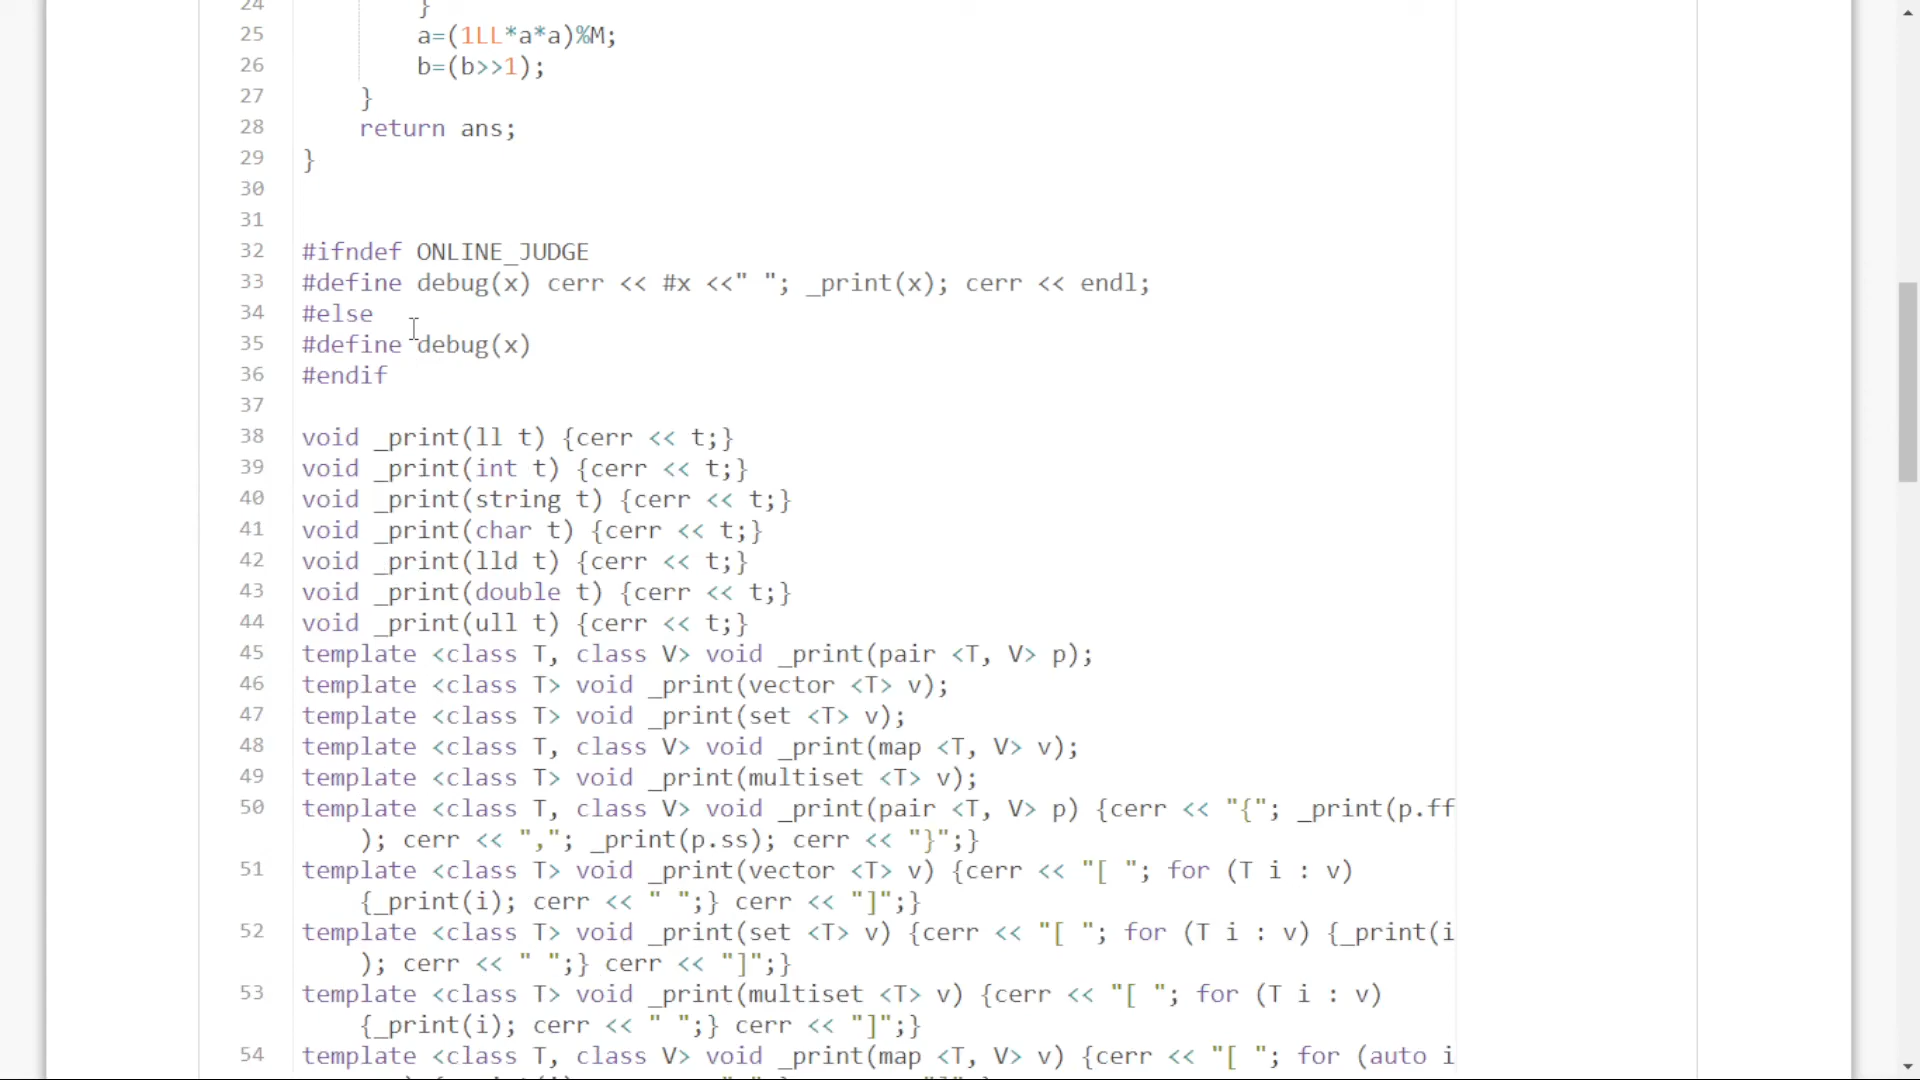 24 }
25 a=(1LL*a*a)%M;
26 b=(b>>1);
27 }
28 return ans;
29 }
30
31
32 #ifndef ONLINE_JUDGE
33 #define debug(x) cerr << #x <<" "; _print(x); cerr << endl;
34 #else
35 #define debug(x)
36 #endif
37
38 void _print(ll t) {cerr << t;}
39 void _print(int t) {cerr << t;}
40 void _print(string t) {cerr << t;}
41 void _print(char t) {cerr << t;}
42 void _print(lld t) {cerr << t;}
43 void _print(double t) {cerr << t;}
44 void _print(ull t) {cerr << t;}
45 template <class T, class V> void _print(pair <T, V> p);
46 template <class T> void _print(vector <T> v);
47 template <class T> void _print(set <T> v);
48 template <class T, class V> void _print(map <T, V> v);
49 template <class T> void _print(multiset <T> v);
50 template <class T, class V> void _print(pair <T, V> p) {cerr << "{"; _print(p.ff
); cerr << ","; _print(p.ss); cerr << "}";}
51 template <class T> void _print(vector <T> v) {cerr << "[ "; for (T i : v)
{_print(i); cerr << " ";} cerr << "]";}
52 template <class T> void _print(set <T> v) {cerr << "[ "; for (T i : v) {_print(i
); cerr << " ";} cerr << "]";}
53 template <class T> void _print(multiset <T> v) {cerr << "[ "; for (T i : v)
{_print(i); cerr << " ";} cerr << "]";}
54 template <class T, class V> void _print(map <T, V> v) {cerr << "[ "; for (auto i